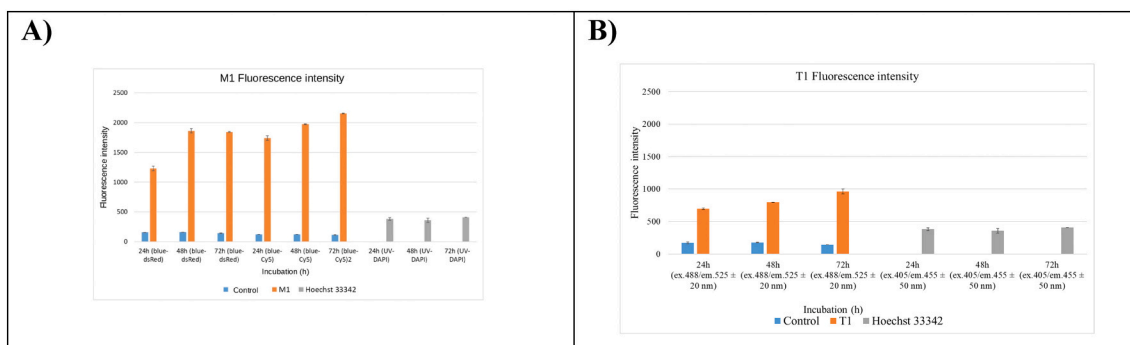 A)
M1 Fluorescence intensity
2500
2000
1500
1000
500
0
Fluorescence intensity
24h (blue-
dsRed)
48h (blue-
dsRed)
72h (blue-
dsRed)
24h (blue-
Cy5)
48h (blue-
Cy5)
72h (blue-
Cy5)2
24h (UV-
DAPI)
48h (UV-
DAPI)
72h (UV-
DAPI)
Incubation (h)
Control M1 Hoechst 33342
B)
T1 Fluorescence intensity
2500
2000
1500
1000
500
0
Fluorescence intensity
24h
(ex.488/em.525 ±
20 nm)
48h
(ex.488/em.525 ±
20 nm)
72h
(ex.488/em.525 ±
20 nm)
24h
(ex.405/em.455 ±
50 nm)
48h
(ex.405/em.455 ±
50 nm)
72h
(ex.405/em.455 ±
50 nm)
Incubation (h)
Control T1 Hoechst 33342